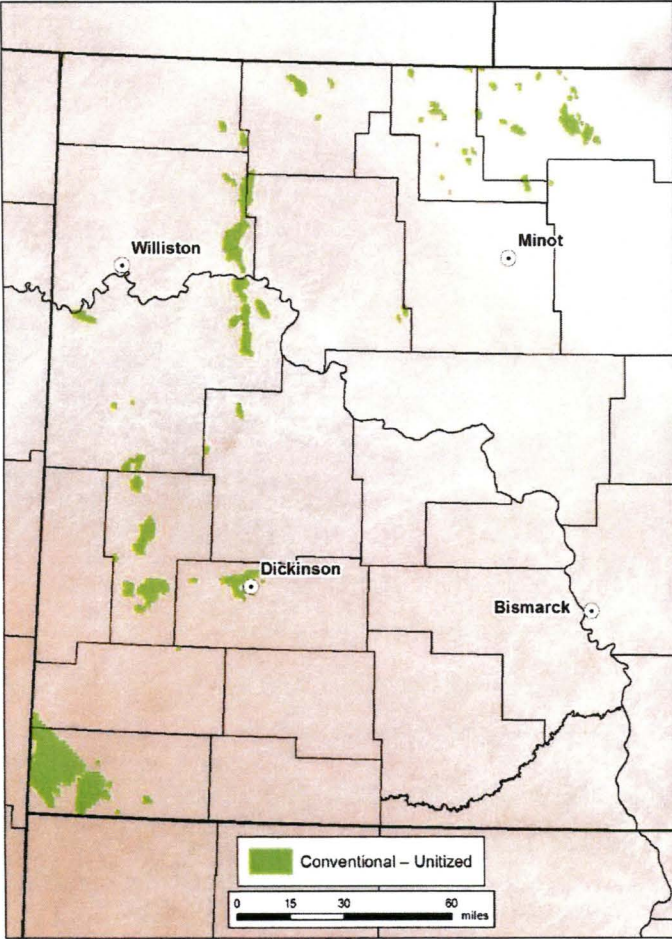 Williston
Minot
Dickinson
Bismarck
Conventional – Unitized
0 15 30 60
miles